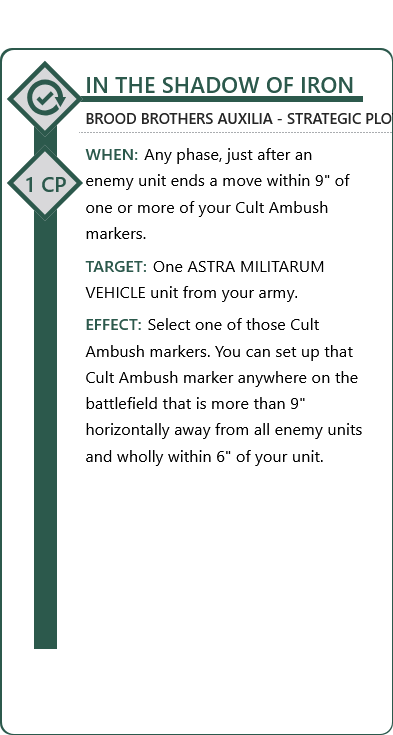 IN THE SHADOW OF IRON
BROOD BROTHERS AUXILIA - STRATEGIC PLO
1 CP
WHEN: Any phase, just after an
enemy unit ends a move within 9" of
one or more of your Cult Ambush
markers.
TARGET: One ASTRA MILITARUM
VEHICLE unit from your army.
EFFECT: Select one of those Cult
Ambush markers. You can set up that
Cult Ambush marker anywhere on the
battlefield that is more than 9"
horizontally away from all enemy units
and wholly within 6" of your unit.